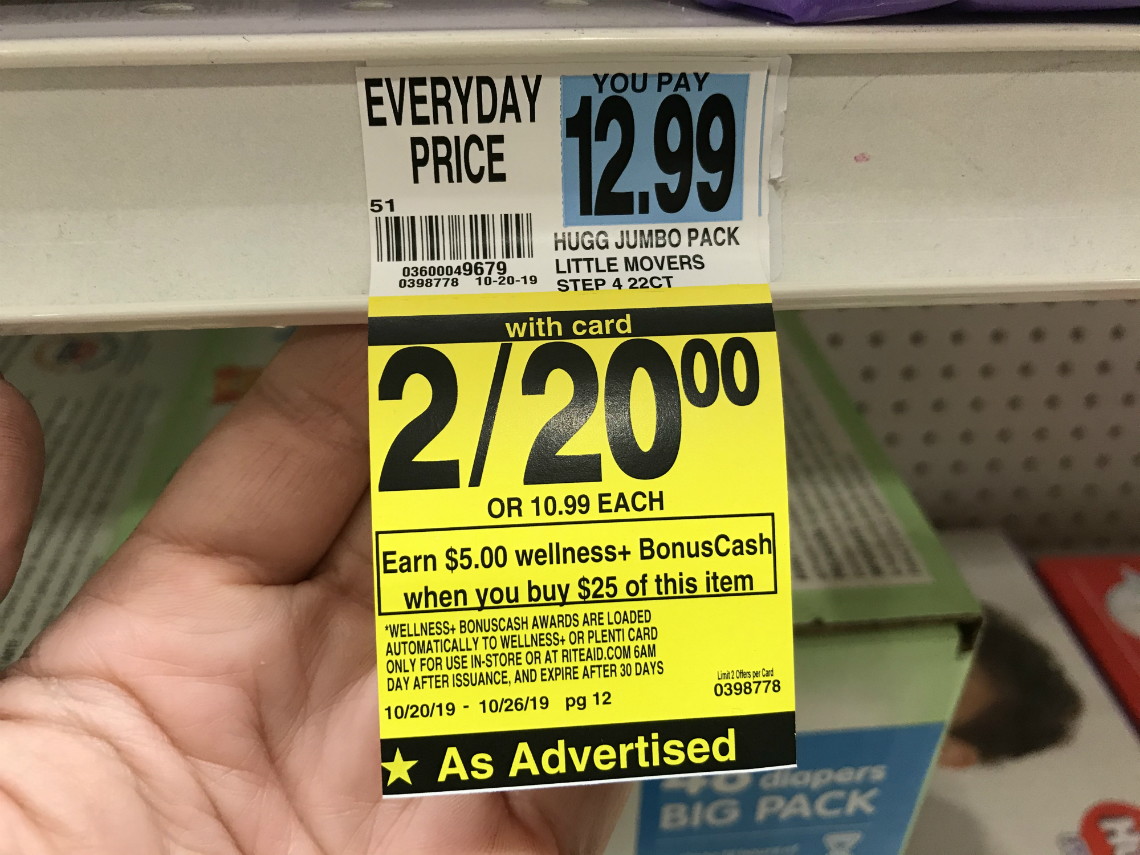 EVERYDAY
PRICE
YOU PAY
12.99
51
03600049679
0398778 10-20-19
HUGG JUMBO PACK
LITTLE MOVERS
STEP 4 22CT
with card
2/2000
OR 10.99 EACH
Earn $5.00 wellness+ BonusCash
when you buy $25 of this item
*WELLNESS+ BONUSCASH AWARDS ARE LOADED
AUTOMATICALLY TO WELLNESS+ OR PLENTI CARD
ONLY FOR USE IN-STORE OR AT RITEAID.COM 6AM
DAY AFTER ISSUANCE, AND EXPIRE AFTER 30 DAYS
Limit 2 Offers per Card
0398778
10/20/19 - 10/26/19 pg 12
As Advertised
diapers
BIG PACK